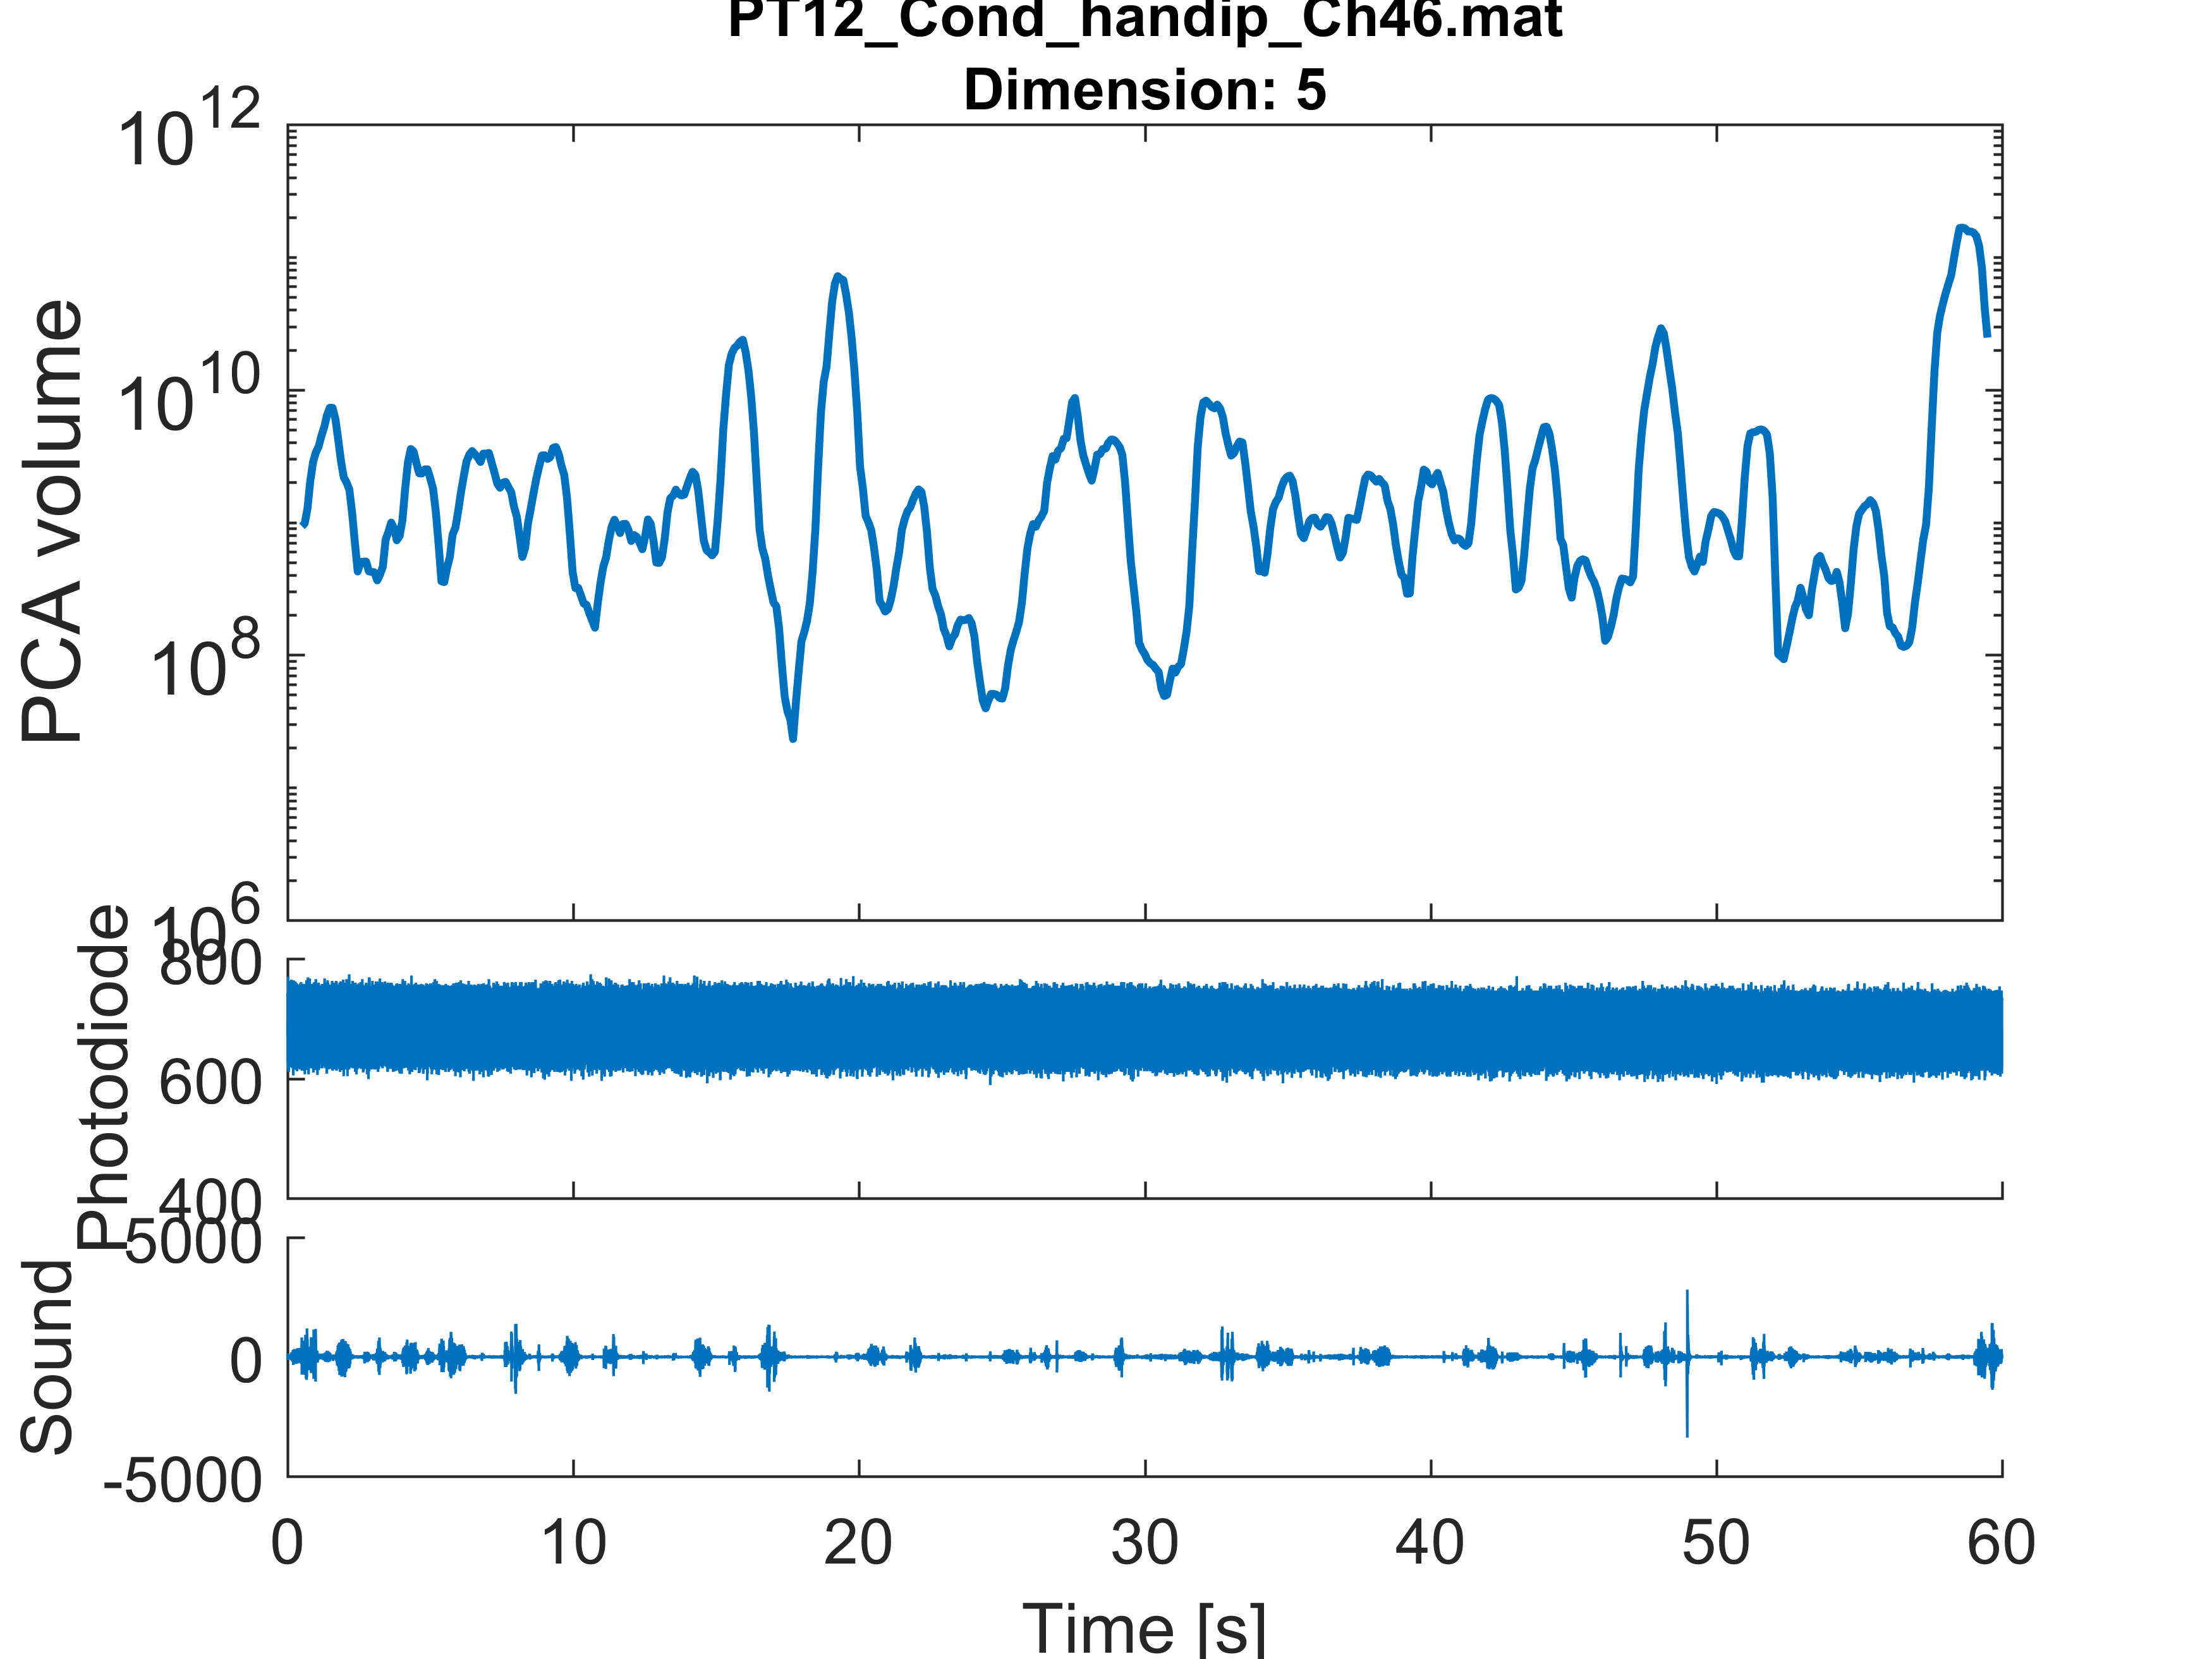 PT12_Cond_handip_Ch46.mat
Dimension: 5
PCA volume
10^12
10^10
10^8
10^6
Photodiode
800
600
400
Sound
5000
0
-5000
0 10 20 30 40 50 60
Time [s]